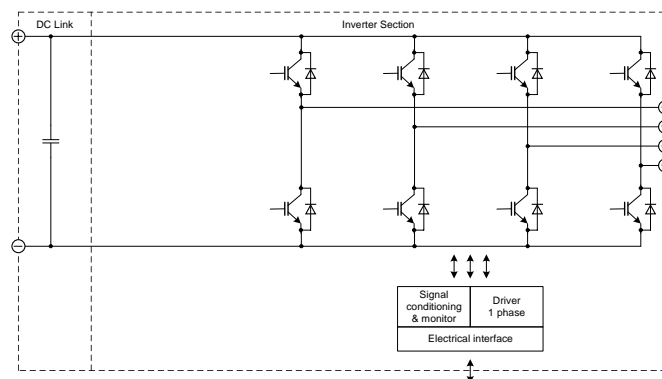 DC Link
Inverter Section
Signal
conditioning
& monitor
Driver
1 phase
Electrical interface